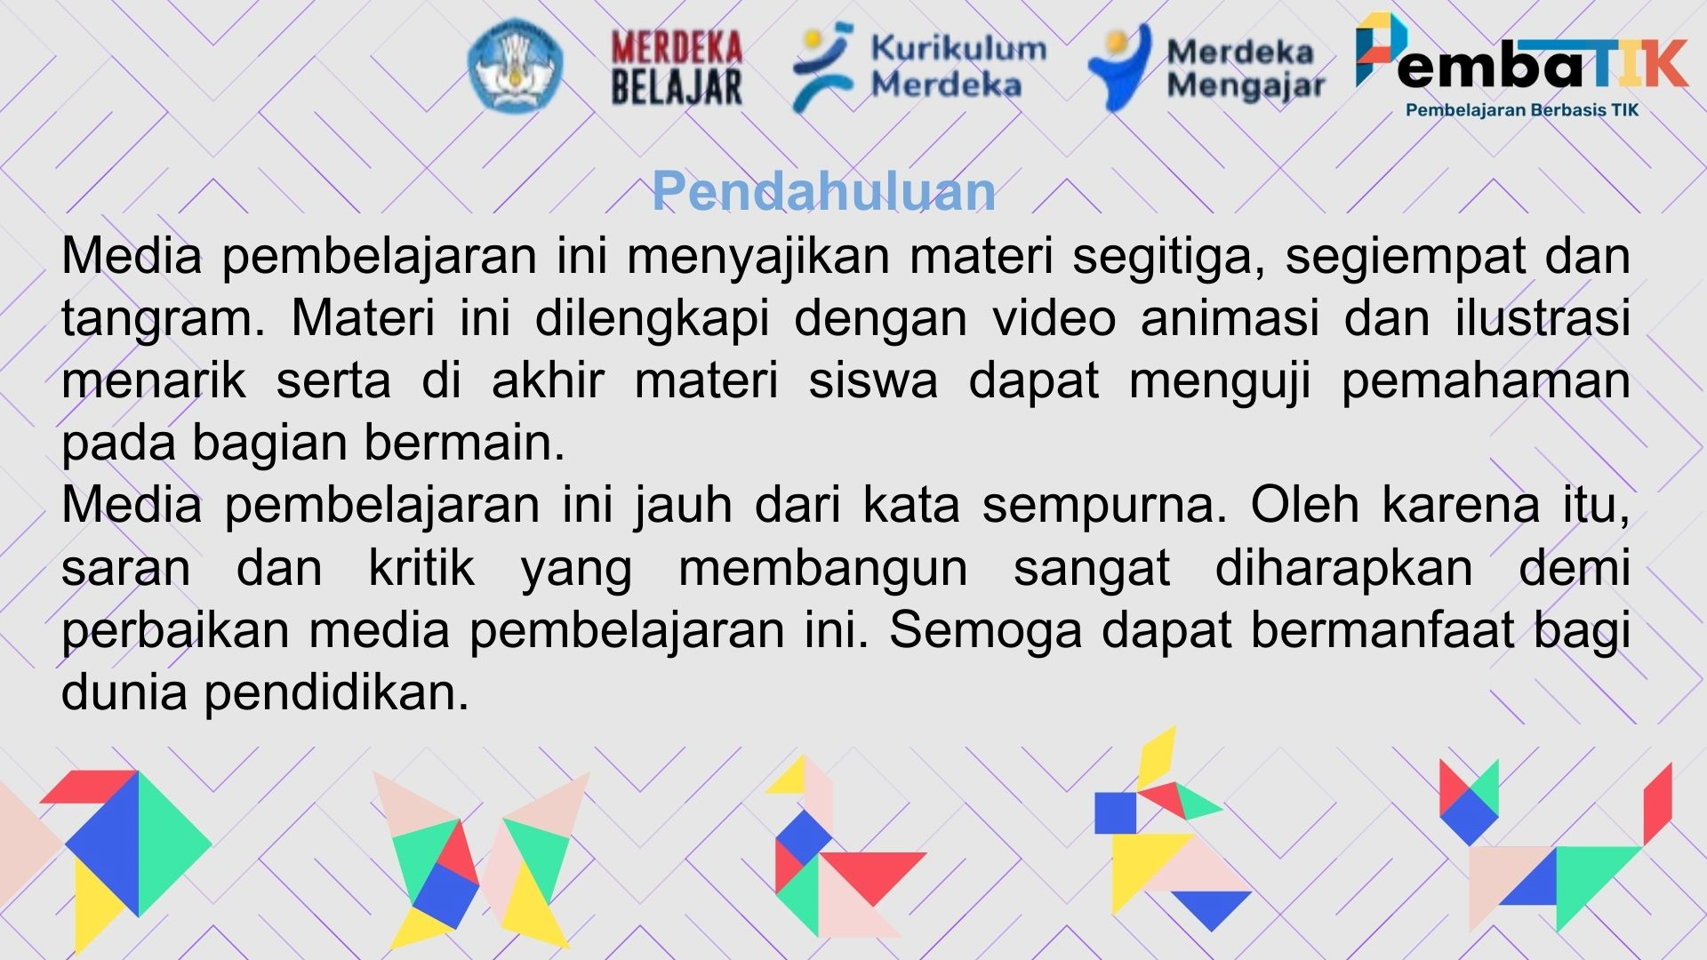 MERDEKA
BELAJAR
Kurikulum
Merdeka
Merdeka
Mengajar
PembaTIK
Pembelajaran Berbasis TIK
Pendahuluan
Media pembelajaran ini menyajikan materi segitiga, segiempat dan
tangram. Materi ini dilengkapi dengan video animasi dan ilustrasi
menarik serta di akhir materi siswa dapat menguji pemahaman
pada bagian bermain.
Media pembelajaran ini jauh dari kata sempurna. Oleh karena itu,
saran dan kritik yang membangun sangat diharapkan demi
perbaikan media pembelajaran ini. Semoga dapat bermanfaat bagi
dunia pendidikan.